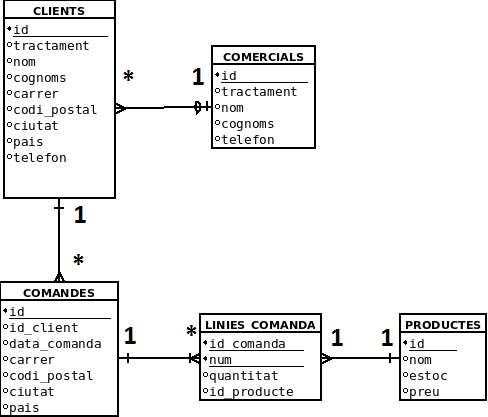 CLIENTS
id
tractament
nom
cognoms
carrer
codi_postal
ciutat
pais
telefon
* 1
COMERCIALS
id
tractament
nom
cognoms
telefon
1
*
COMANDES
id
id_client
data_comanda
carrer
codi_postal
ciutat
pais
1 *
LINIES COMANDA
id_comanda
num
quantitat
id_producte
1 1
PRODUCTES
id
nom
estoc
preu